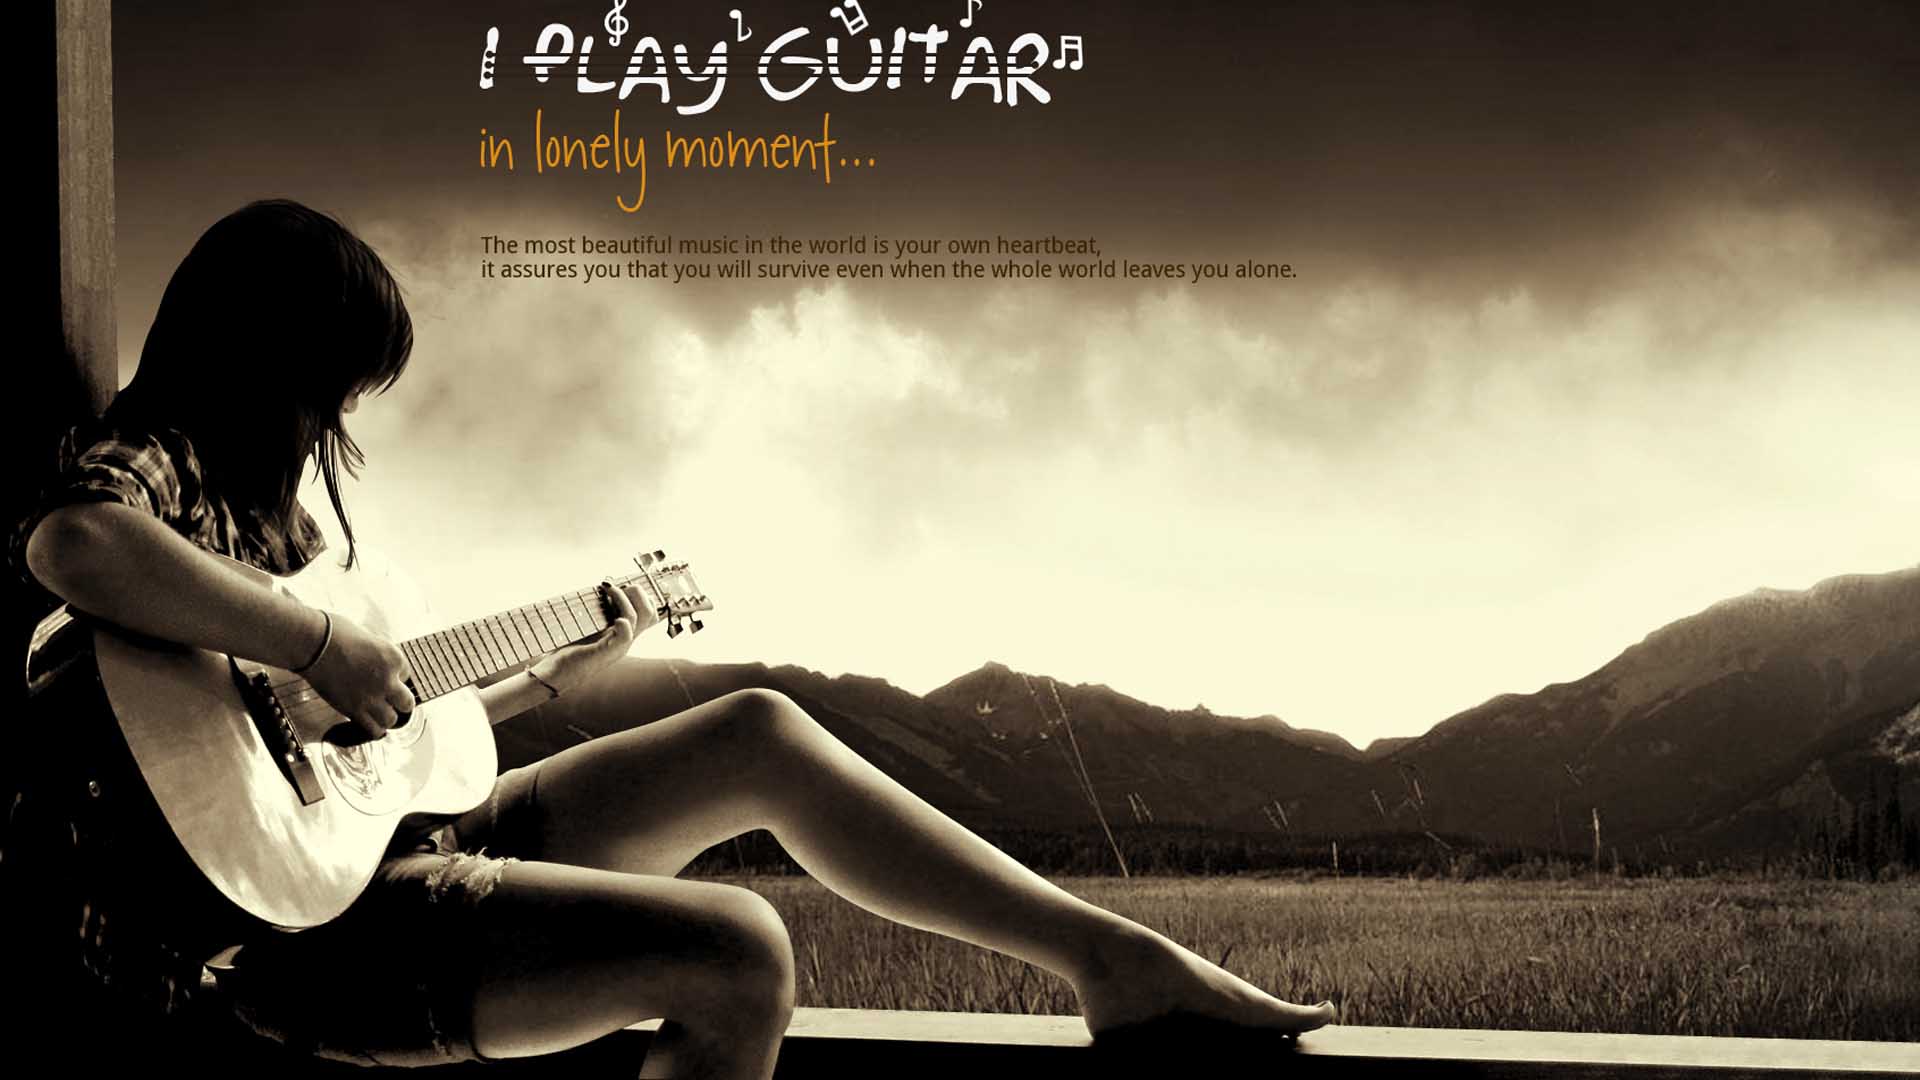 I PLAY GUITAR
in lonely moment...
The most beautiful music in the world is your own heartbeat,
it assures you that you will survive even when the whole world leaves you alone.